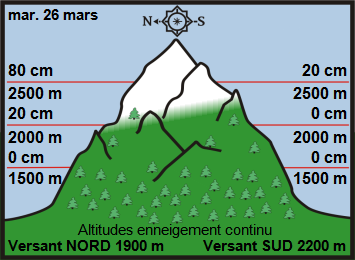 mar. 26 mars
N S
80 cm 20 cm
2500 m 2500 m
20 cm 0 cm
2000 m 2000 m
0 cm 0 cm
1500 m 1500 m
Altitudes enneigement continu
Versant NORD 1900 m Versant SUD 2200 m